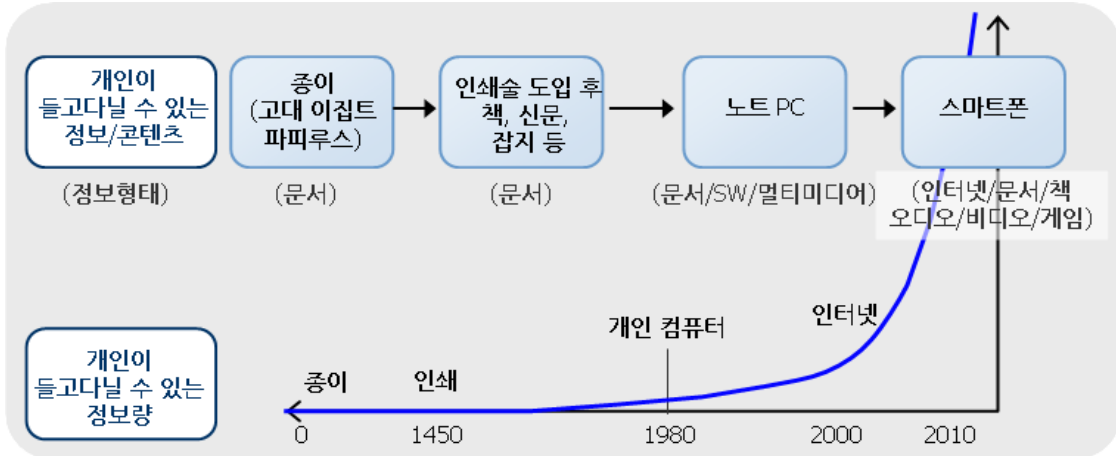 개인이
들고다닐 수 있는
정보/콘텐츠
종이
(고대 이집트
파피루스)
인쇄술 도입 후
책, 신문,
잡지 등
노트 PC
스마트폰
(정보형태)
(문서)
(문서)
(문서/SW/멀티미디어)
(인터넷/문서/책
오디오/비디오/게임)
개인이
들고다닐 수 있는
정보량
종이
인쇄
개인 컴퓨터
인터넷
0
1450
1980
2000
2010